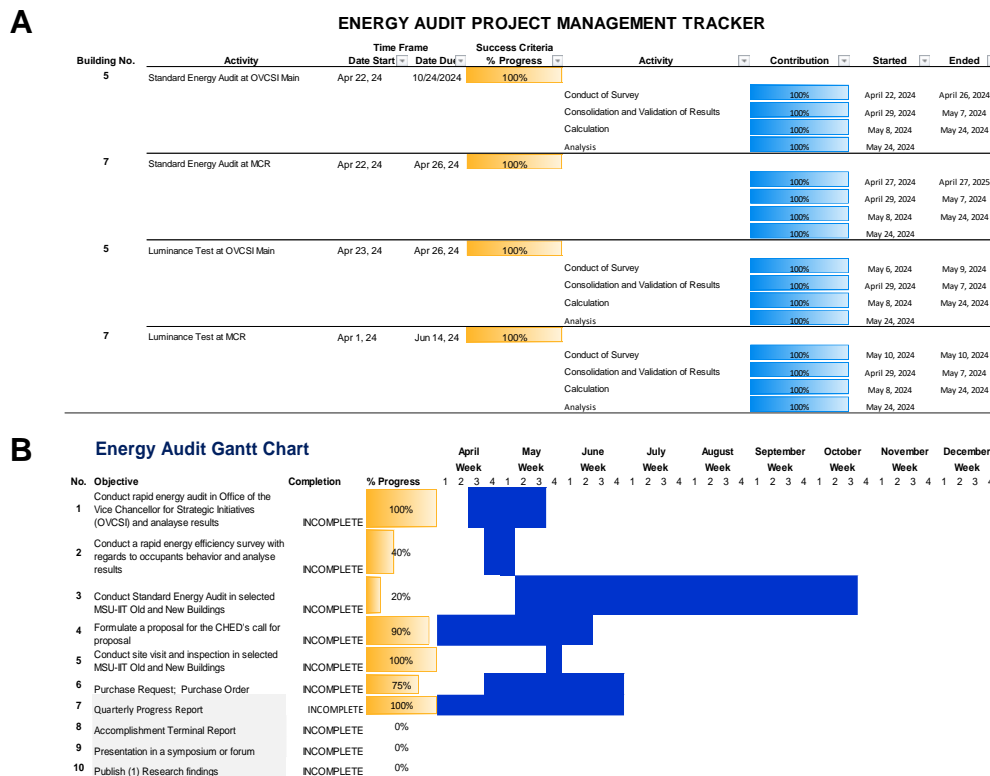 A
ENERGY AUDIT PROJECT MANAGEMENT TRACKER
Time Frame Success Criteria
Building No. Activity Date Start Date Due % Progress Activity Contribution Started Ended
5 Standard Energy Audit at OVCSI Main Apr 22, 24 10/24/2024 100%
Conduct of Survey 100% April 22, 2024 April 26, 2024
Consolidation and Validation of Results 100% April 29, 2024 May 7, 2024
Calculation 100% May 8, 2024 May 24, 2024
Analysis 100% May 24, 2024
7 Standard Energy Audit at MCR Apr 22, 24 Apr 26, 24 100%
100% April 27, 2024 April 27, 2025
100% April 29, 2024 May 7, 2024
100% May 8, 2024 May 24, 2024
100% May 24, 2024
5 Luminance Test at OVCSI Main Apr 23, 24 Apr 26, 24 100%
Conduct of Survey 100% May 6, 2024 May 9, 2024
Consolidation and Validation of Results 100% April 29, 2024 May 7, 2024
Calculation 100% May 8, 2024 May 24, 2024
Analysis 100% May 24, 2024
7 Luminance Test at MCR Apr 1, 24 Jun 14, 24 100%
Conduct of Survey 100% May 10, 2024 May 10, 2024
Consolidation and Validation of Results 100% April 29, 2024 May 7, 2024
Calculation 100% May 8, 2024 May 24, 2024
Analysis 100% May 24, 2024
B
Energy Audit Gantt Chart
April May June July August September October November December
Week Week Week Week Week Week Week Week Week
No. Objective Completion % Progress 1 2 3 4 1 2 3 4 1 2 3 4 1 2 3 4 1 2 3 4 1 2 3 4 1 2 3 4 1 2 3 4 1 2 3 4
1 Conduct rapid energy audit in Office of the
Vice Chancellor for Strategic Initiatives
(OVCSI) and analayse results INCOMPLETE 100%
2 Conduct a rapid energy efficiency survey with
regards to occupants behavior and analyse
results INCOMPLETE 40%
3 Conduct Standard Energy Audit in selected
MSU-IIT Old and New Buildings INCOMPLETE 20%
4 Formulate a proposal for the CHED's call for
proposal INCOMPLETE 90%
5 Conduct site visit and inspection in selected
MSU-IIT Old and New Buildings INCOMPLETE 100%
6 Purchase Request; Purchase Order INCOMPLETE 75%
7 Quarterly Progress Report INCOMPLETE 100%
8 Accomplishment Terminal Report INCOMPLETE 0%
9 Presentation in a symposium or forum INCOMPLETE 0%
10 Publish (1) Research findings INCOMPLETE 0%